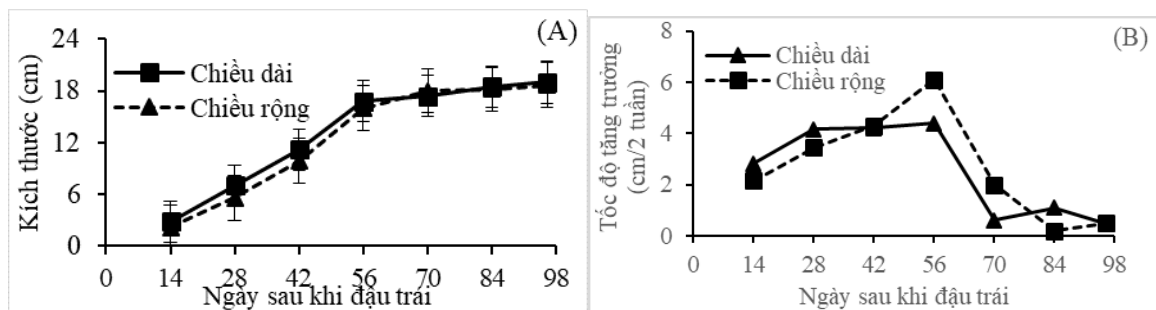 (A)
Kích thước (cm)
24
18
12
6
0
Chiều dài
Chiều rộng
0 14 28 42 56 70 84 98
Ngày sau khi đậu trái
(B)
Tốc độ tăng trường
(cm/2 tuần)
8
6
4
2
0
Chiều dài
Chiều rộng
0 14 28 42 56 70 84 98
Ngày sau khi đậu trái